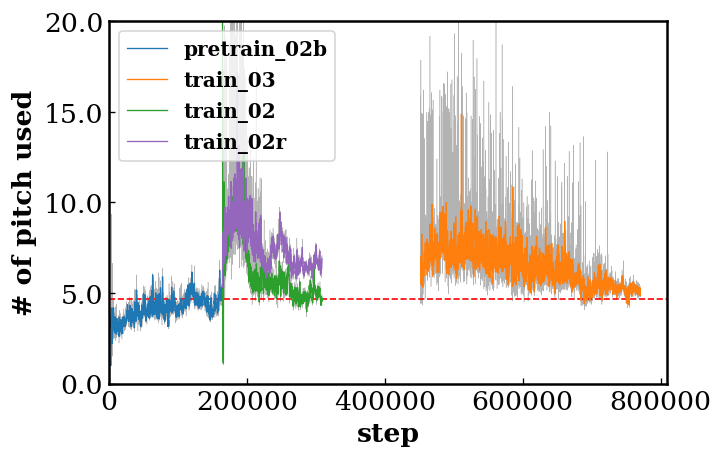 20.0
15.0
10.0
5.0
0.0
# of pitch used
pretrain_02b
train_03
train_02
train_02r
0 200000 400000 600000 800000
step